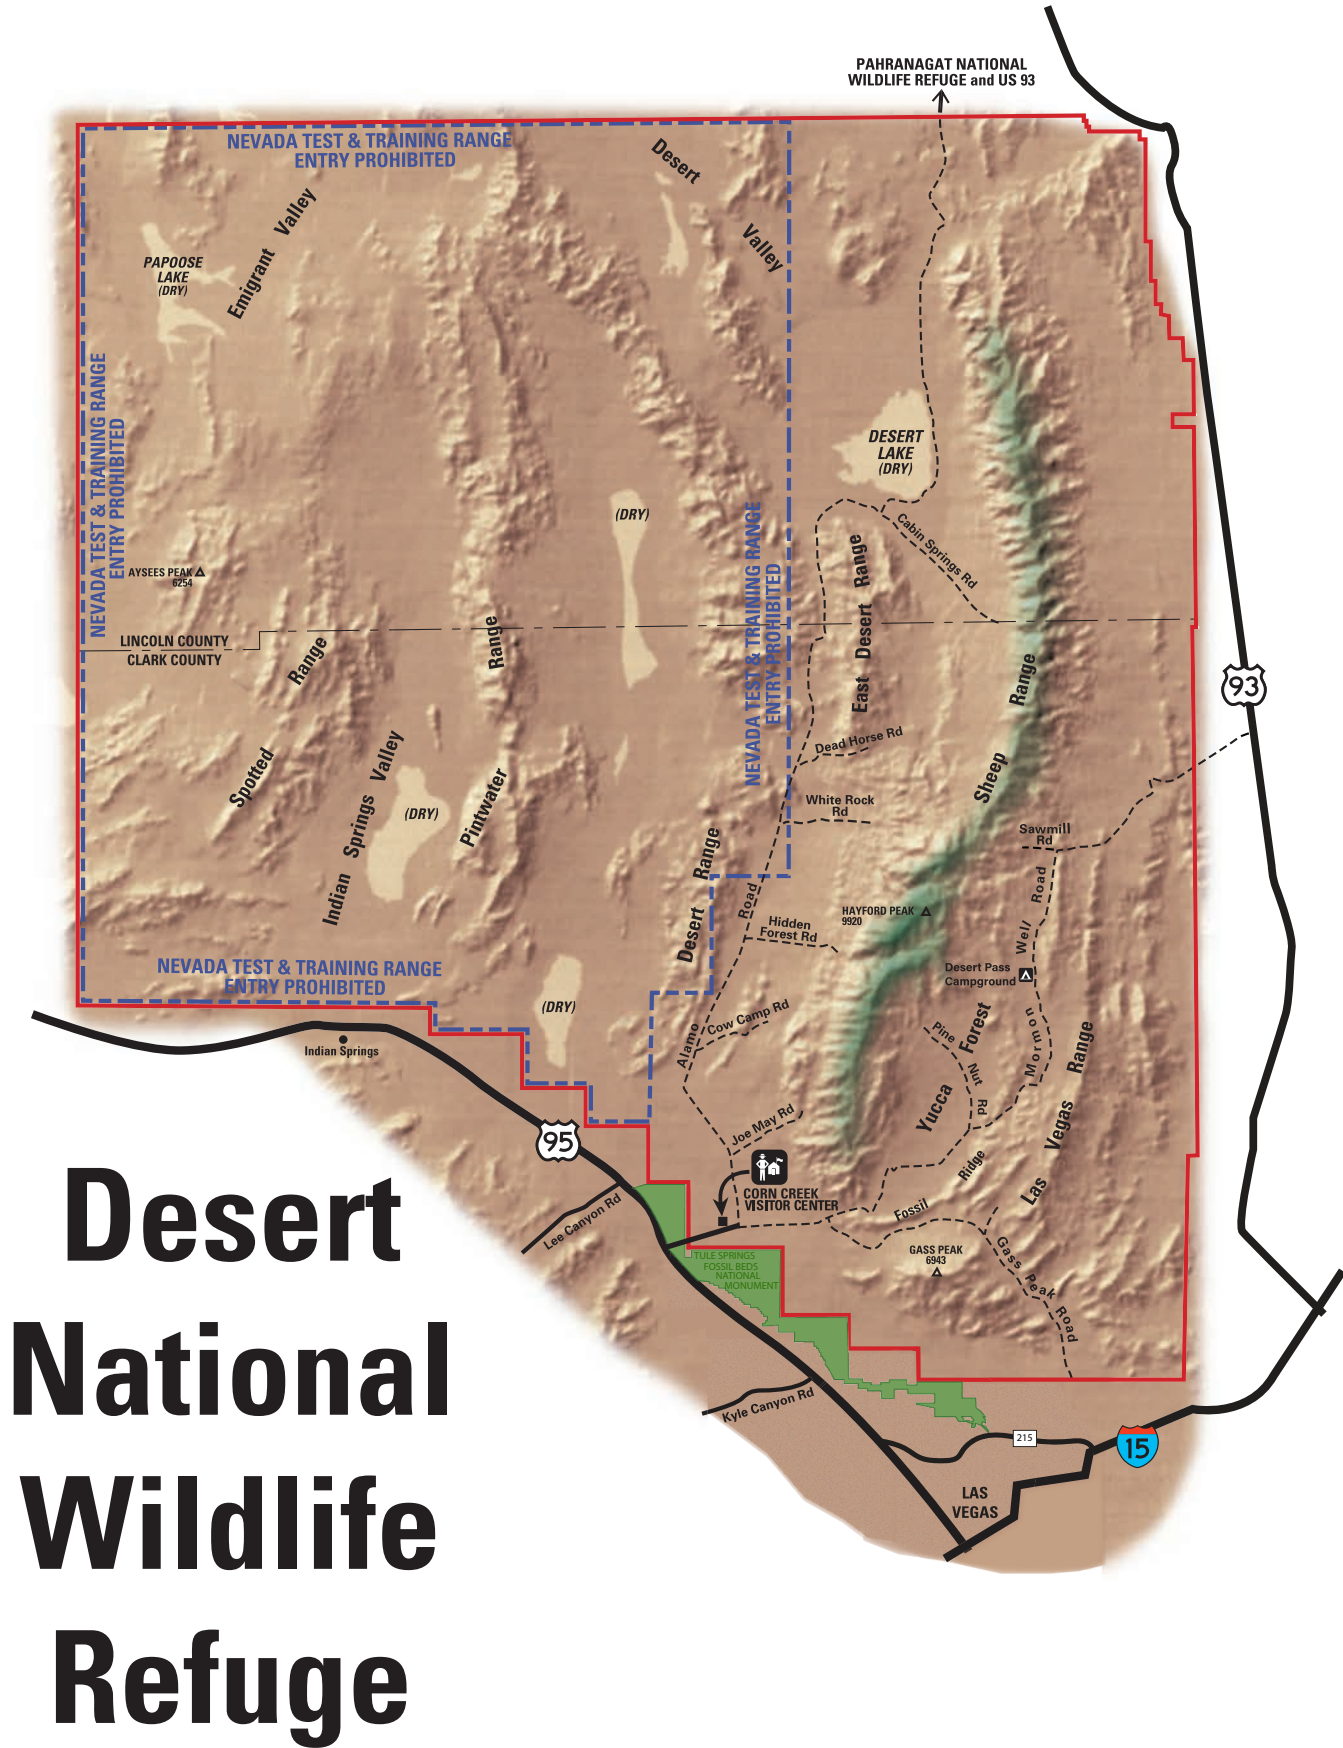 PAHRANAGAT NATIONAL
WILDLIFE REFUGE and US 93
NEVADA TEST & TRAINING RANGE
ENTRY PROHIBITED
Desert
Valley
Emigrant Valley
PAPOOSE
LAKE
(DRY)
NEVADA TEST & TRAINING RANGE
ENTRY PROHIBITED
DESERT
LAKE
(DRY)
(DRY)
NEVADA TEST & TRAINING RANGE
ENTRY PROHIBITED
Cabin Springs Rd
AYSEES PEAK
6254
LINCOLN COUNTY
CLARK COUNTY
Spotted Range
Pintwater Range
East Desert Range
Sheep Range
93
Indian Springs Valley
(DRY)
Dead Horse Rd
White Rock
Rd
Sawmill
Rd
Desert Range
Alamo Road
HAYFORD PEAK
9920
Hidden
Forest Rd
Mormon Well Road
Desert Pass
Campground
NEVADA TEST & TRAINING RANGE
ENTRY PROHIBITED
(DRY)
Cow Camp Rd
Pine Nut Rd
Yucca Forest
Las Vegas Range
Indian Springs
95
Joe May Rd
CORN CREEK
VISITOR CENTER
Fossil Ridge
Lee Canyon Rd
GASS PEAK
6943
Gass Peak Road
TULE SPRINGS
FOSSIL BEDS
NATIONAL
MONUMENT
Kyle Canyon Rd
215
15
LAS
VEGAS
Desert
National
Wildlife
Refuge